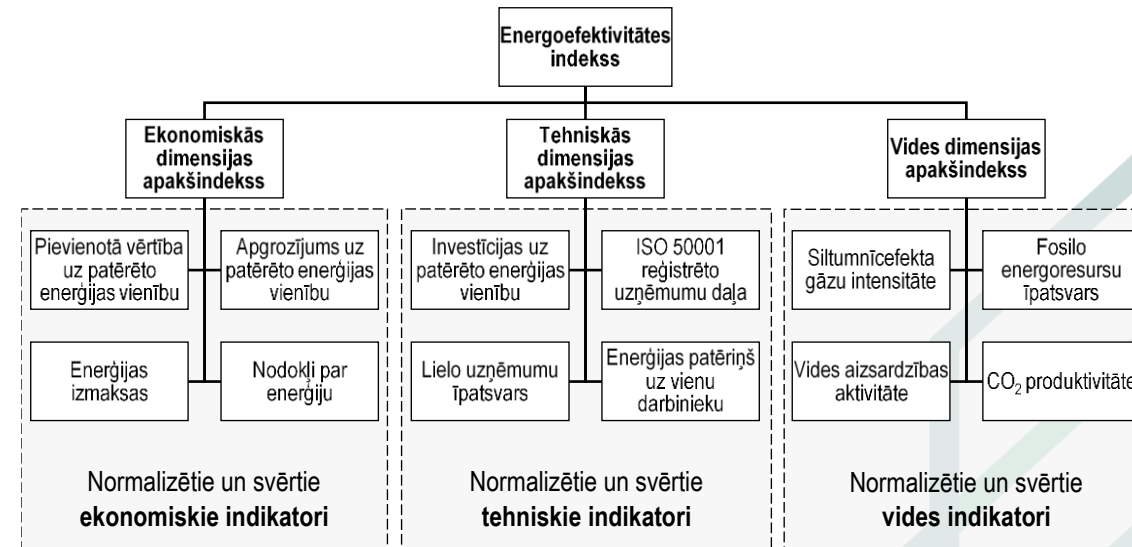 Energoefektivitātes
indekss
Ekonomiskās
dimensijas
apakšindekss
Tehniskās
dimensijas
apakšindekss
Vides dimensijas
apakšindekss
Pievienotā vērtība
uz patērēto
enerģijas vienību
Apgrozījums uz
patērēto enerģijas
vienību
Enerģijas
izmaksas
Nodokļi par
enerģiju
Normalizētie un svērtie
ekonomiskie indikatori
Investīcijas uz
patērēto enerģijas
vienību
ISO 50001
reģistrēto
uzņēmumu daļa
Lielo uzņēmumu
īpatsvars
Enerģijas patēriņš
uz vienu
darbinieku
Normalizētie un svērtie
tehniskie indikatori
Siltumnīcefekta
gāzu intensitāte
Fosilo
energoresursu
īpatsvars
Vides aizsardzības
aktivitāte
CO₂ produktivitāte
Normalizētie un svērtie
vides indikatori